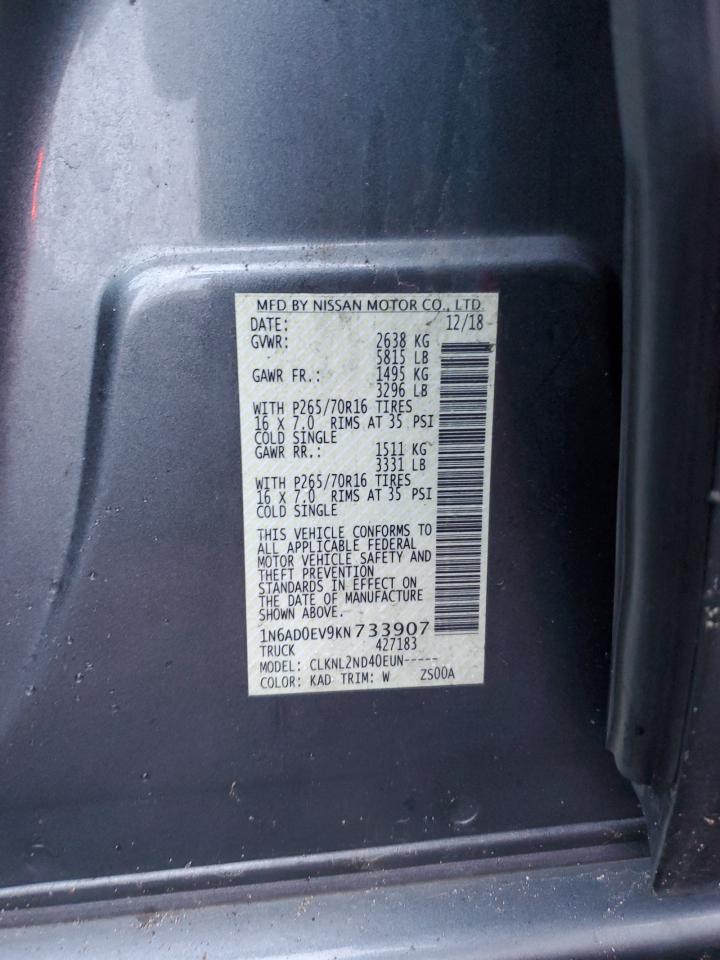 MFD BY NISSAN MOTOR CO., LTD.
DATE: 12/18
GVWR: 2638 KG
5815 LB
GAWR FR.: 1495 KG
3296 LB
WITH P265/70R16 TIRES
16 X 7.0 RIMS AT 35 PSI
COLD SINGLE
GAWR RR.: 1511 KG
3331 LB
WITH P265/70R16 TIRES
16 X 7.0 RIMS AT 35 PSI
COLD SINGLE
THIS VEHICLE CONFORMS TO
ALL APPLICABLE FEDERAL
MOTOR VEHICLE SAFETY AND
THEFT PREVENTION
STANDARDS IN EFFECT ON
THE DATE OF MANUFACTURE
SHOWN ABOVE.
1N6AD0EV9KN733907
TRUCK 427183
MODEL: CLKNL2ND40EUN-----
COLOR: KAD TRIM: W ZS00A